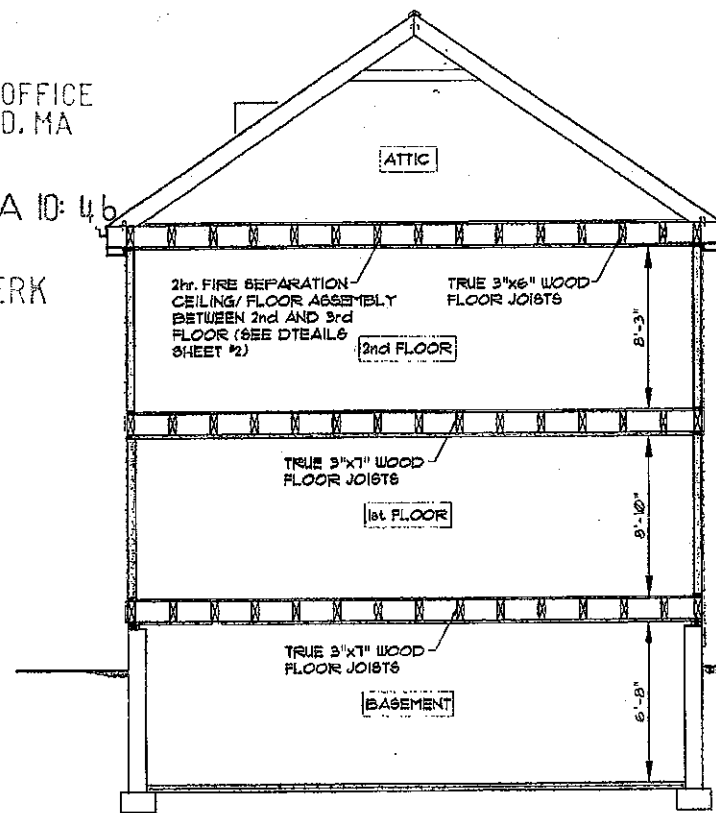 OFFICE
D. MA
A 10: 46
ERK
ATTIC
2hr. FIRE SEPARATION
CEILING/ FLOOR ASSEMBLY
BETWEEN 2nd AND 3rd
FLOOR (SEE DTEAILS
SHEET #2)
TRUE 3"x6" WOOD
FLOOR JOISTS
2nd FLOOR
8'-3"
TRUE 3"x7" WOOD
FLOOR JOISTS
1st FLOOR
8'-10"
TRUE 3"x7" WOOD
FLOOR JOISTS
BASEMENT
6'-8"